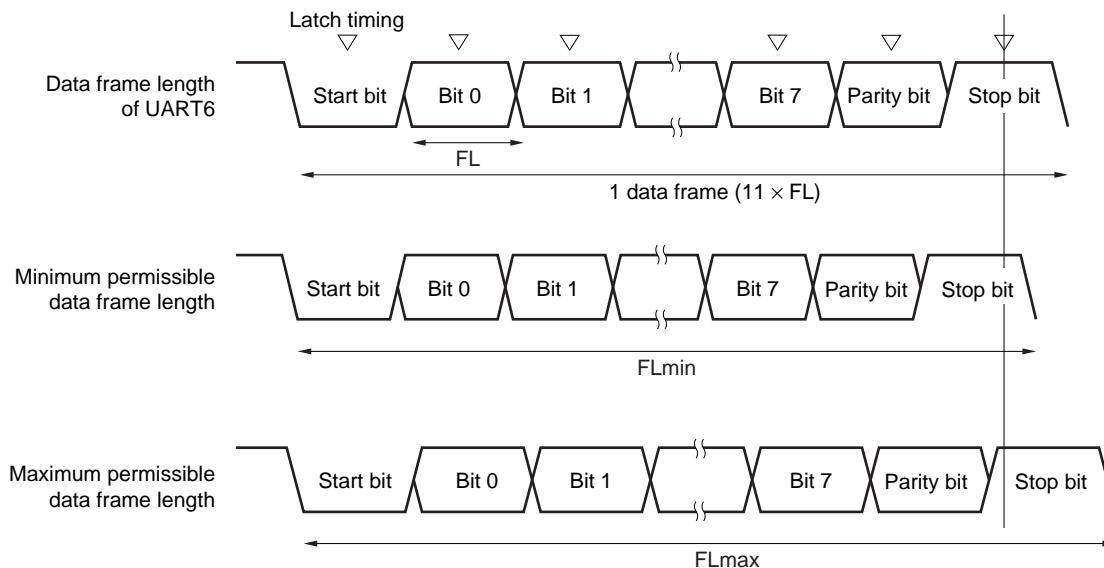 Latch timing
Data frame length
of UART6
Start bit
Bit 0
Bit 1
Bit 7
Parity bit
Stop bit
FL
1 data frame (11 × FL)
Minimum permissible
data frame length
Start bit
Bit 0
Bit 1
Bit 7
Parity bit
Stop bit
FLmin
Maximum permissible
data frame length
Start bit
Bit 0
Bit 1
Bit 7
Parity bit
Stop bit
FLmax